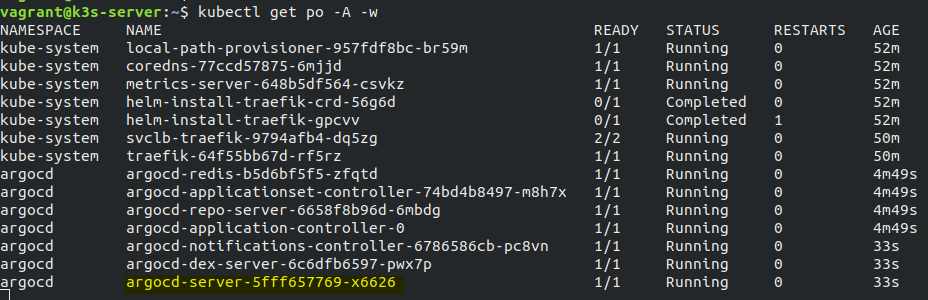 vagrant@k3s-server:~$ kubectl get po -A -w
NAMESPACE NAME READY STATUS RESTARTS AGE
kube-system local-path-provisioner-957fdf8bc-br59m 1/1 Running 0 52m
kube-system coredns-77ccd57875-6mjjd 1/1 Running 0 52m
kube-system metrics-server-648b5df564-csvkz 1/1 Running 0 52m
kube-system helm-install-traefik-crd-56g6d 0/1 Completed 0 52m
kube-system helm-install-traefik-gpcvv 0/1 Completed 1 52m
kube-system svclb-traefik-9794afb4-dq5zg 2/2 Running 0 50m
kube-system traefik-64f55bb67d-rf5rz 1/1 Running 0 50m
argocd argocd-redis-b5d6bf5f5-zfqtd 1/1 Running 0 4m49s
argocd argocd-applicationset-controller-74bd4b8497-m8h7x 1/1 Running 0 4m49s
argocd argocd-repo-server-6658f8b96d-6mbdg 1/1 Running 0 4m49s
argocd argocd-application-controller-0 1/1 Running 0 4m49s
argocd argocd-notifications-controller-6786586cb-pc8vn 1/1 Running 0 33s
argocd argocd-dex-server-6c6dfb6597-pwx7p 1/1 Running 0 33s
argocd argocd-server-5fff657769-x6626 1/1 Running 0 33s